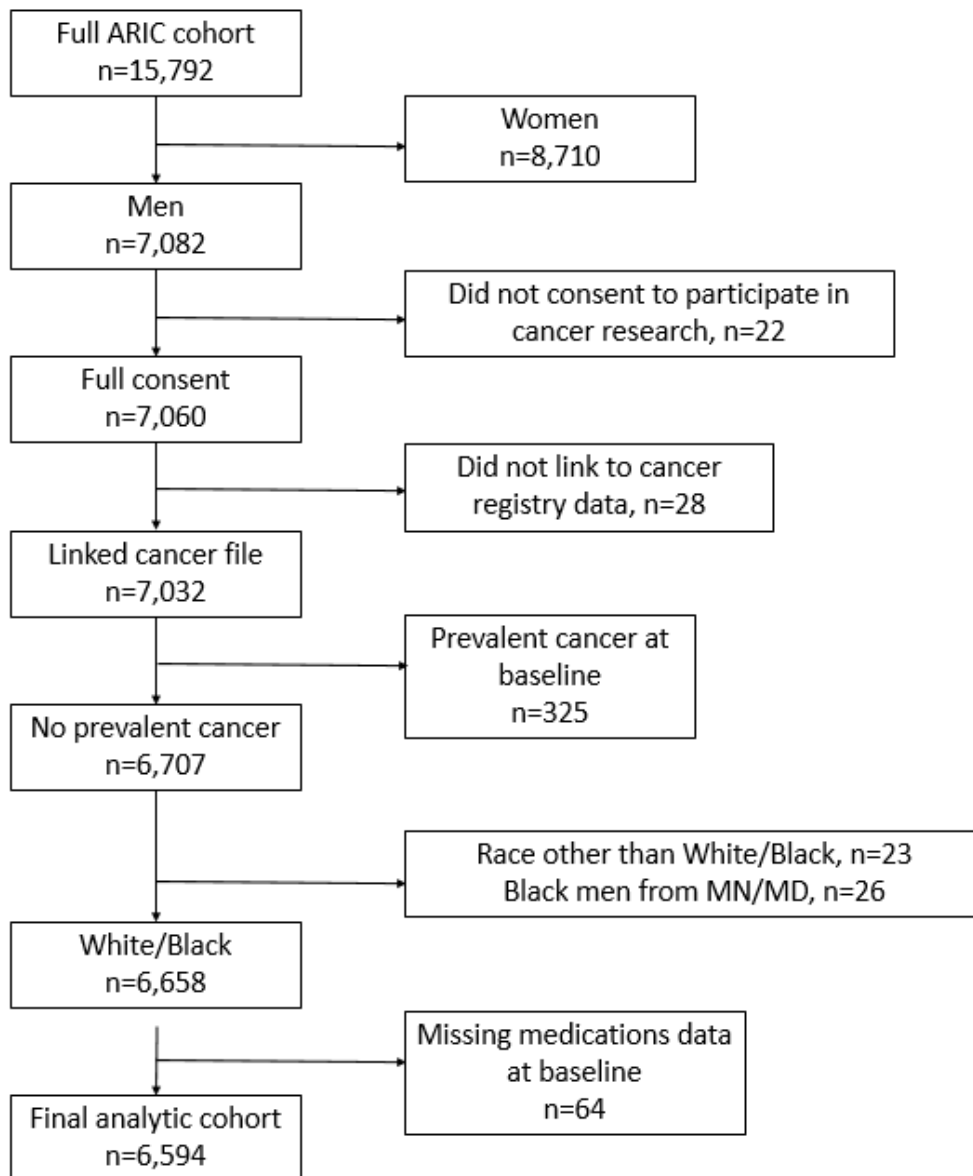 Full ARIC cohort
n=15,792
Women
n=8,710
Men
n=7,082
Did not consent to participate in
cancer research, n=22
Full consent
n=7,060
Did not link to cancer
registry data, n=28
Linked cancer file
n=7,032
Prevalent cancer at
baseline
n=325
No prevalent cancer
n=6,707
Race other than White/Black, n=23
Black men from MN/MD, n=26
White/Black
n=6,658
Missing medications data
at baseline
n=64
Final analytic cohort
n=6,594